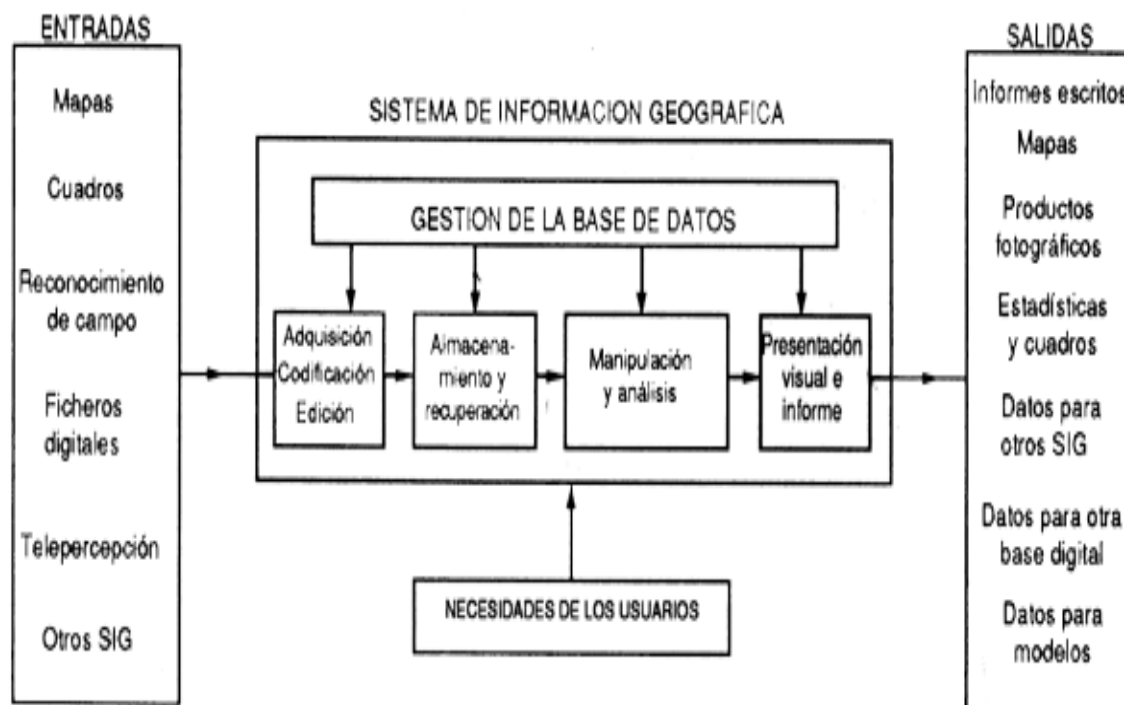 ENTRADAS
Mapas
Cuadros
Reconocimiento
de campo
Ficheros
digitales
Telepercepción
Otros SIG
SISTEMA DE INFORMACION GEOGRAFICA
GESTION DE LA BASE DE DATOS
Adquisición
Codificación
Edición
Almacena-
miento y
recuperación
Manipulación
y análisis
Presentación
visual e
informe
NECESIDADES DE LOS USUARIOS
SALIDAS
Informes escritos
Mapas
Productos
fotográficos
Estadísticas
y cuadros
Datos para
otros SIG
Datos para otra
base digital
Datos para
modelos